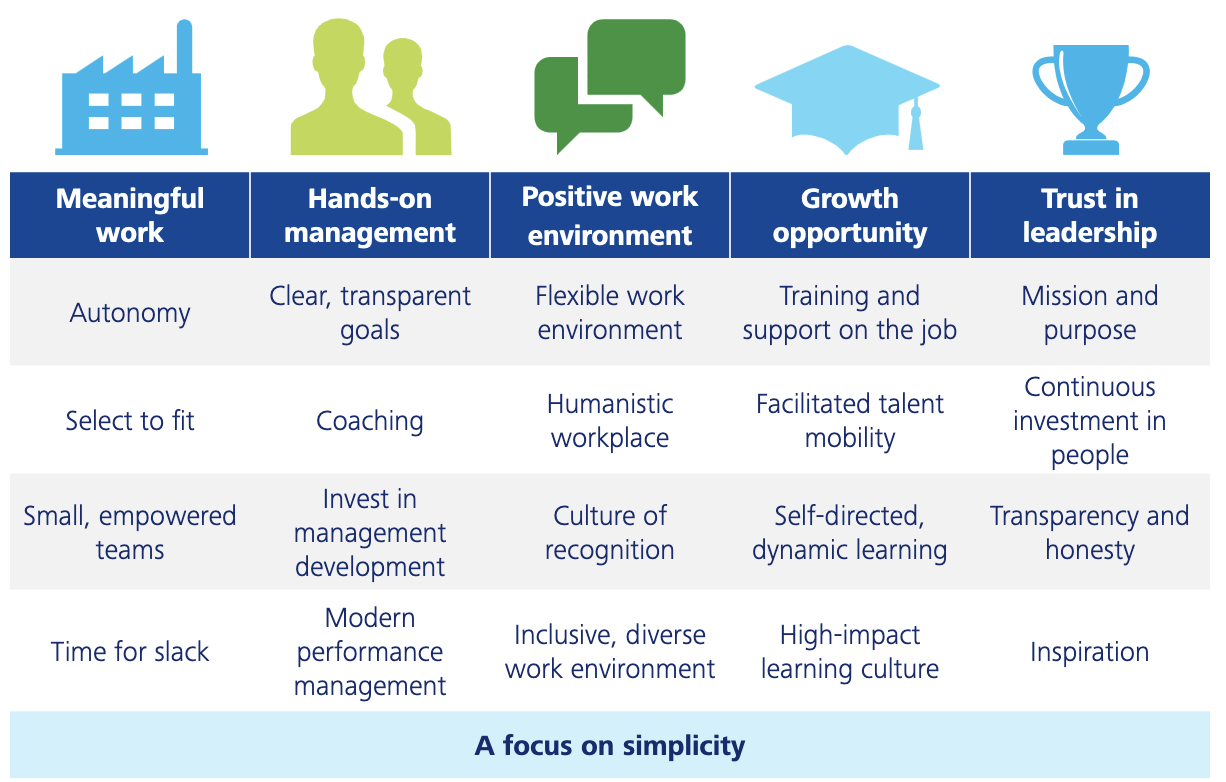 Meaningful
work
Hands-on
management
Positive work
environment
Growth
opportunity
Trust in
leadership
Autonomy
Clear, transparent
goals
Flexible work
environment
Training and
support on the job
Mission and
purpose
Select to fit
Coaching
Humanistic
workplace
Facilitated talent
mobility
Continuous
investment in
people
Small, empowered
teams
Invest in
management
development
Culture of
recognition
Self-directed,
dynamic learning
Transparency and
honesty
Time for slack
Modern
performance
management
Inclusive, diverse
work environment
High-impact
learning culture
Inspiration
A focus on simplicity